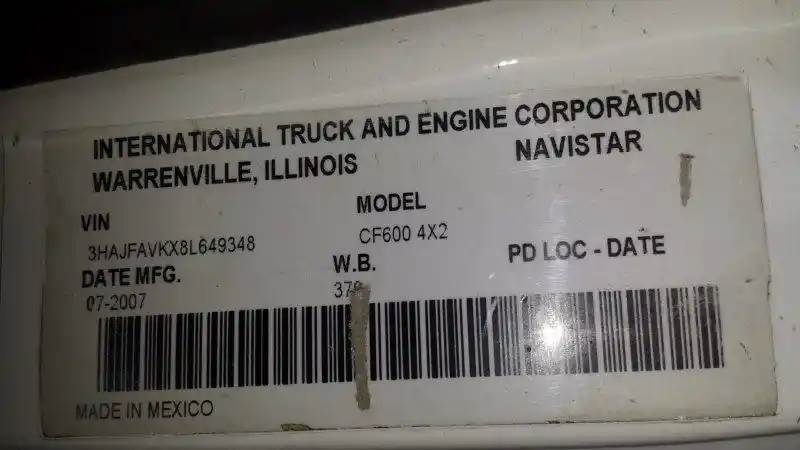 INTERNATIONAL TRUCK AND ENGINE CORPORATION
WARRENVILLE, ILLINOIS NAVISTAR
VIN MODEL
3HAJFAVKX8L649348 CF600 4X2
DATE MFG. W.B. PD LOC - DATE
07-2007
MADE IN MEXICO